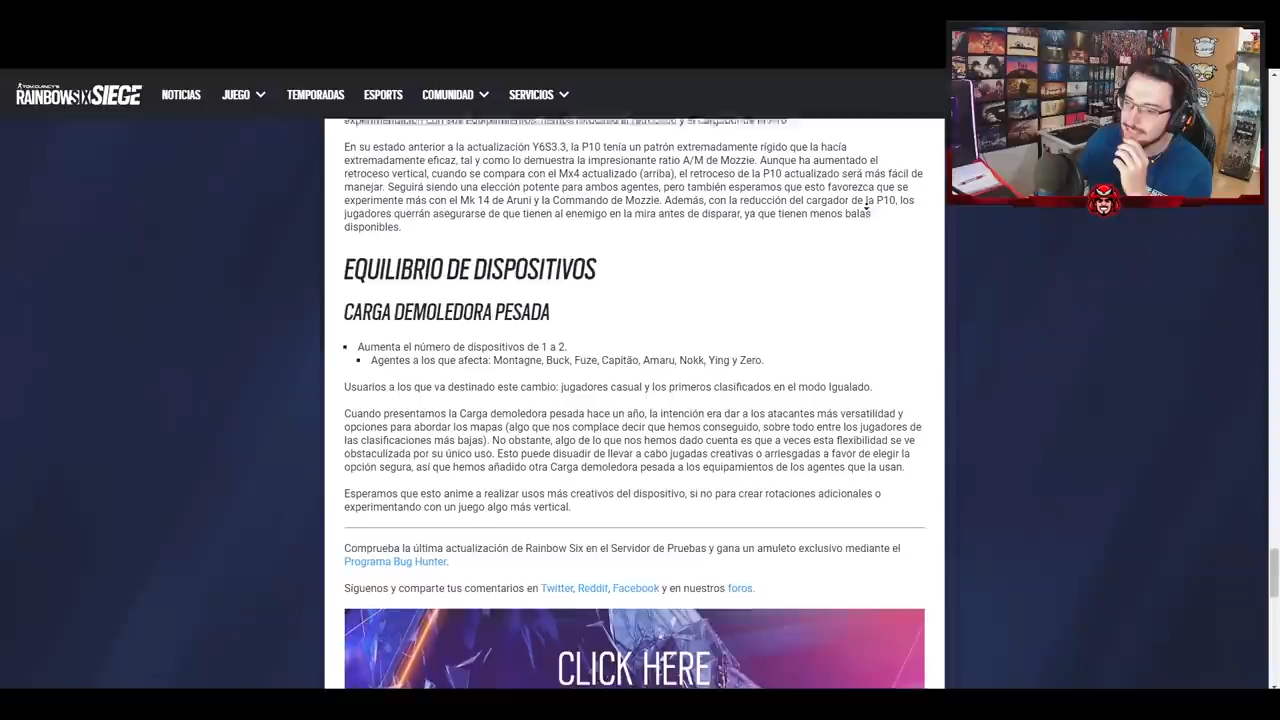 TOM CLANCY'S
RAINBOWSIXSIEGE
NOTICIAS
JUEGO
TEMPORADAS
ESPORTS
COMUNIDAD
SERVICIOS
En su estado anterior a la actualización Y6S3.3, la P10 tenía un patrón extremadamente rígido que la hacía
extremadamente eficaz, tal y como lo demuestra la impresionante ratio A/M de Mozzie. Aunque ha aumentado el
retroceso vertical, cuando se compara con el Mx4 actualizado (arriba), el retroceso de la P10 actualizado será más fácil de
manejar. Seguirá siendo una elección potente para ambos agentes, pero también esperamos que esto favorezca que se
experimente más con el Mk 14 de Aruni y la Commando de Mozzie. Además, con la reducción del cargador de la P10, los
jugadores querrán asegurarse de que tienen al enemigo en la mira antes de disparar, ya que tienen menos balas
disponibles.
EQUILIBRIO DE DISPOSITIVOS
CARGA DEMOLEDORA PESADA
Aumenta el número de dispositivos de 1 a 2.
Agentes a los que afecta: Montagne, Buck, Fuze, Capitão, Amaru, Nokk, Ying y Zero.
Usuarios a los que va destinado este cambio: jugadores casual y los primeros clasificados en el modo Igualado.
Cuando presentamos la Carga demoledora pesada hace un año, la intención era dar a los atacantes más versatilidad y
opciones para abordar los mapas (algo que nos complace decir que hemos conseguido, sobre todo entre los jugadores de
las clasificaciones más bajas). No obstante, algo de lo que nos hemos dado cuenta es que a veces esta flexibilidad se ve
obstaculizada por su único uso. Esto puede disuadir de llevar a cabo jugadas creativas o arriesgadas a favor de elegir la
opción segura, así que hemos añadido otra Carga demoledora pesada a los equipamientos de los agentes que la usan.
Esperamos que esto anime a realizar usos más creativos del dispositivo, si no para crear rotaciones adicionales o
experimentando con un juego algo más vertical.
Comprueba la última actualización de Rainbow Six en el Servidor de Pruebas y gana un amuleto exclusivo mediante el
Programa Bug Hunter.
Síguenos y comparte tus comentarios en Twitter, Reddit, Facebook y en nuestros foros.
CLICK HERE